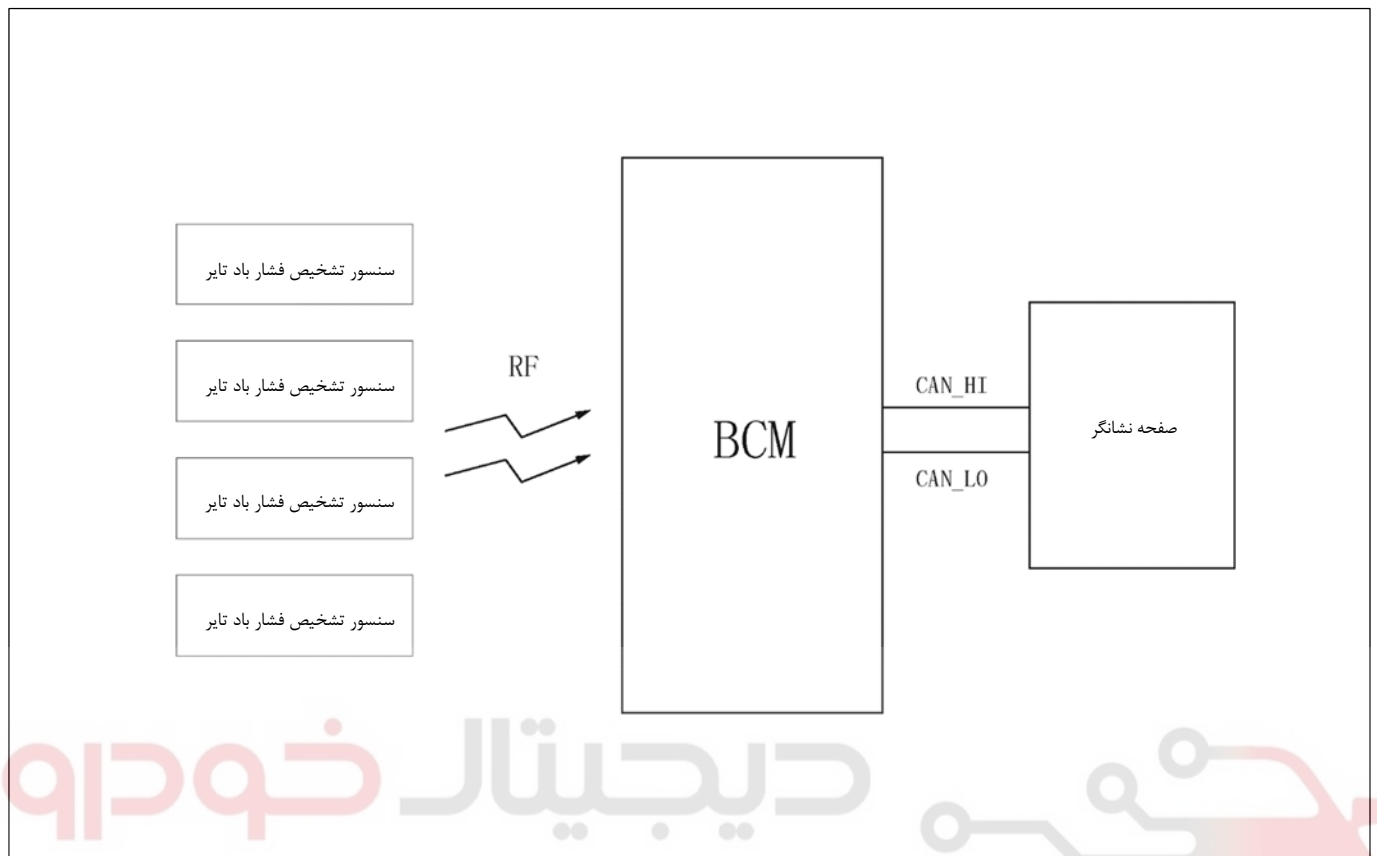 سنسور تشخیص فشار باد تایر
سنسور تشخیص فشار باد تایر
سنسور تشخیص فشار باد تایر
سنسور تشخیص فشار باد تایر
RF
BCM
CAN_HI
CAN_LO
صفحه نشانگر
دیجیتال خودرو